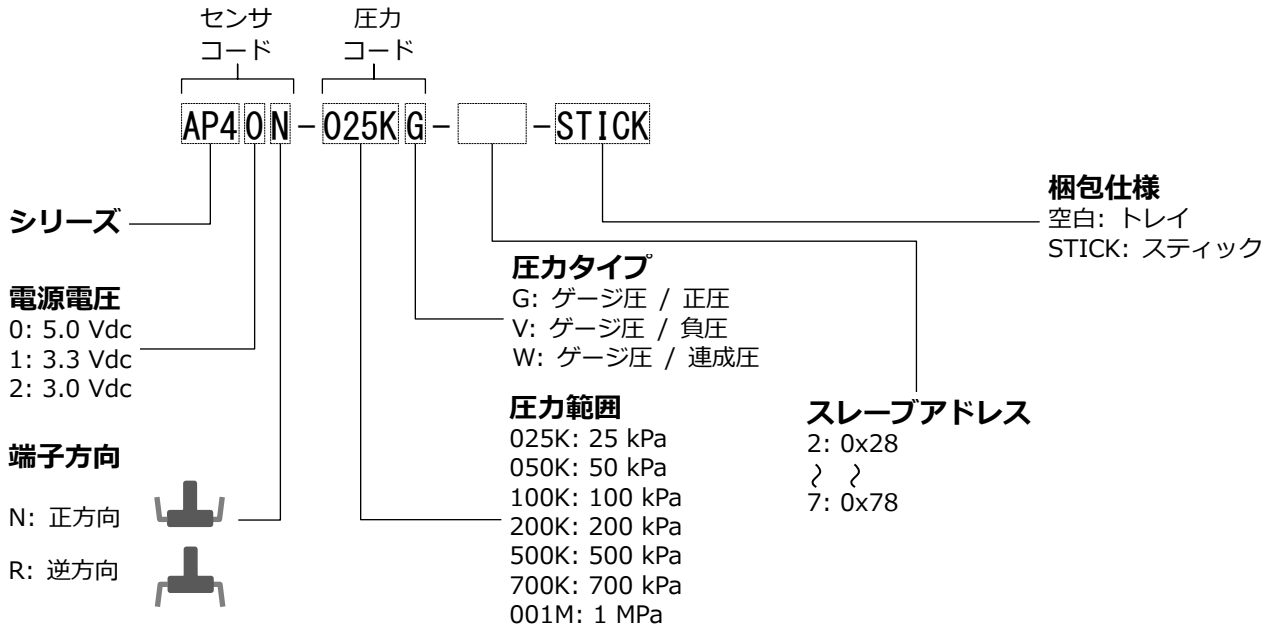 センサ
コード
圧力
コード
AP40N-025KG- -STICK
シリーズ
電源電圧
0: 5.0 Vdc
1: 3.3 Vdc
2: 3.0 Vdc
端子方向
N: 正方向
R: 逆方向
圧力タイプ
G: ゲージ圧 / 正圧
V: ゲージ圧 / 負圧
W: ゲージ圧 / 連成圧
圧力範囲
025K: 25 kPa
050K: 50 kPa
100K: 100 kPa
200K: 200 kPa
500K: 500 kPa
700K: 700 kPa
001M: 1 MPa
スレーブアドレス
2: 0x28
~ ~
7: 0x78
梱包仕様
空白: トレイ
STICK: スティック